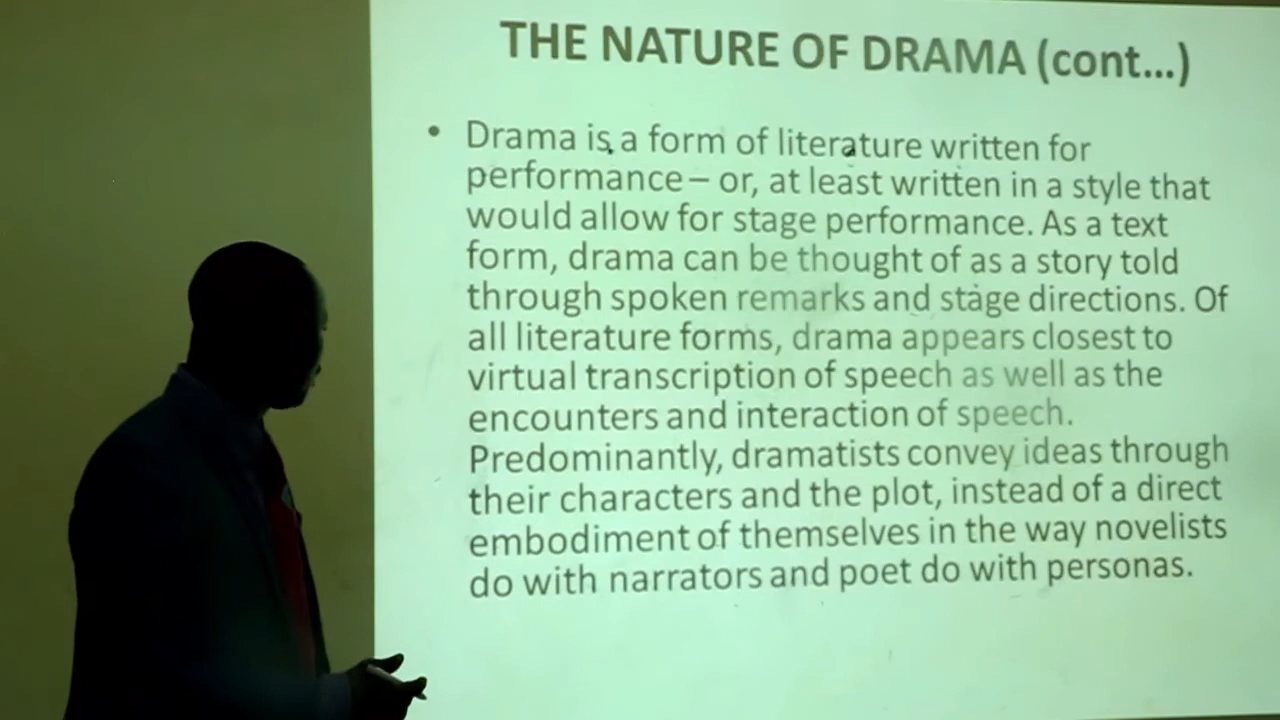 THE NATURE OF DRAMA (cont...)
• Drama is a form of literature written for
performance – or, at least written in a style that
would allow for stage performance. As a text
form, drama can be thought of as a story told
through spoken remarks and stage directions. Of
all literature forms, drama appears closest to
virtual transcription of speech as well as the
encounters and interaction of speech.
Predominantly, dramatists convey ideas through
their characters and the plot, instead of a direct
embodiment of themselves in the way novelists
do with narrators and poet do with personas.